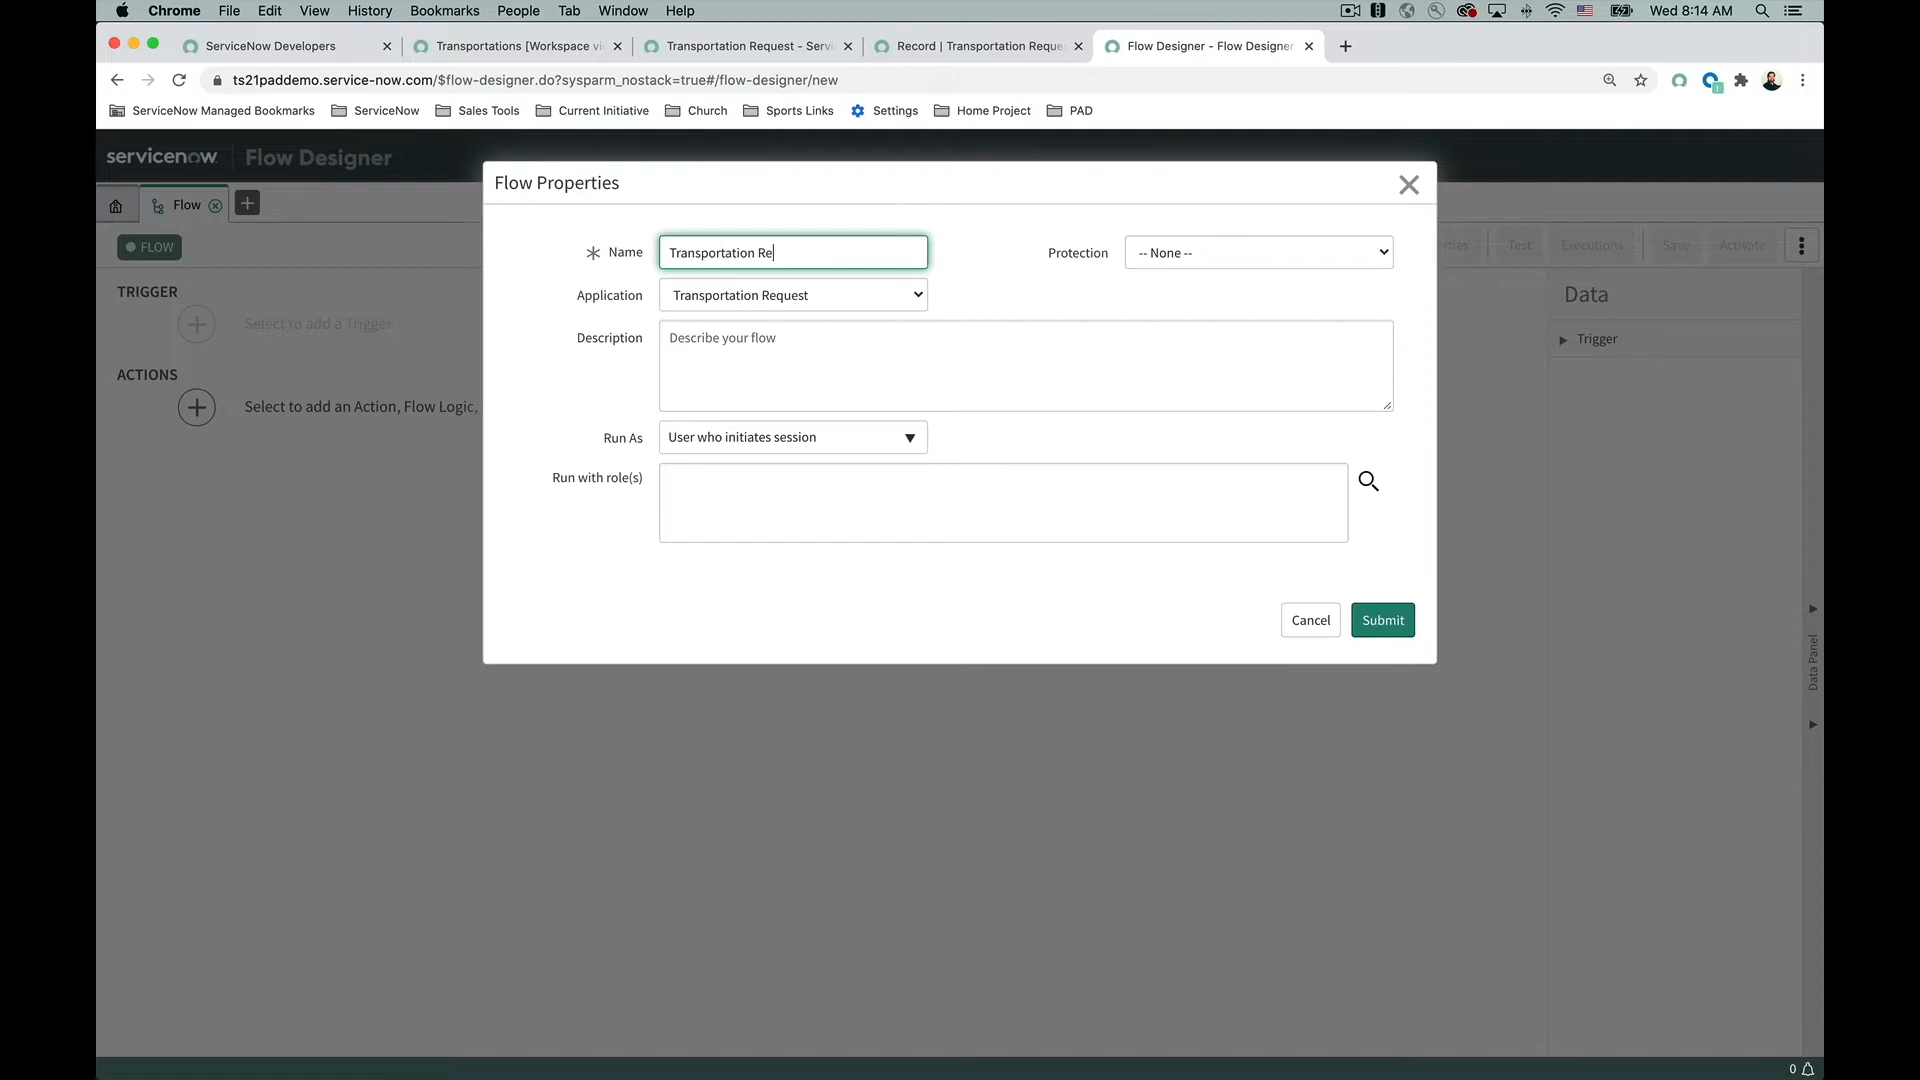 Chrome File Edit View History Bookmarks People Tab Window Help
Wed 8:14 AM
ServiceNow Developers
Transportations [Workspace vi
Transportation Request - Servi
Record | Transportation Reque
Flow Designer - Flow Designer
ts21paddemo.service-now.com/$flow-designer.do?sysparm_nostack=true#/flow-designer/new
ServiceNow Managed Bookmarks ServiceNow Sales Tools Current Initiative Church Sports Links Settings Home Project PAD
servicenow Flow Designer
Flow
FLOW
TRIGGER
Select to add a Trigger
ACTIONS
Select to add an Action, Flow Logic,
Flow Properties
Name Transportation Re
Protection -- None --
Application Transportation Request
Description Describe your flow
Run As User who initiates session
Run with role(s)
Cancel Submit
rties Test Executions Save Activate
Data
Trigger
Data Panel
0